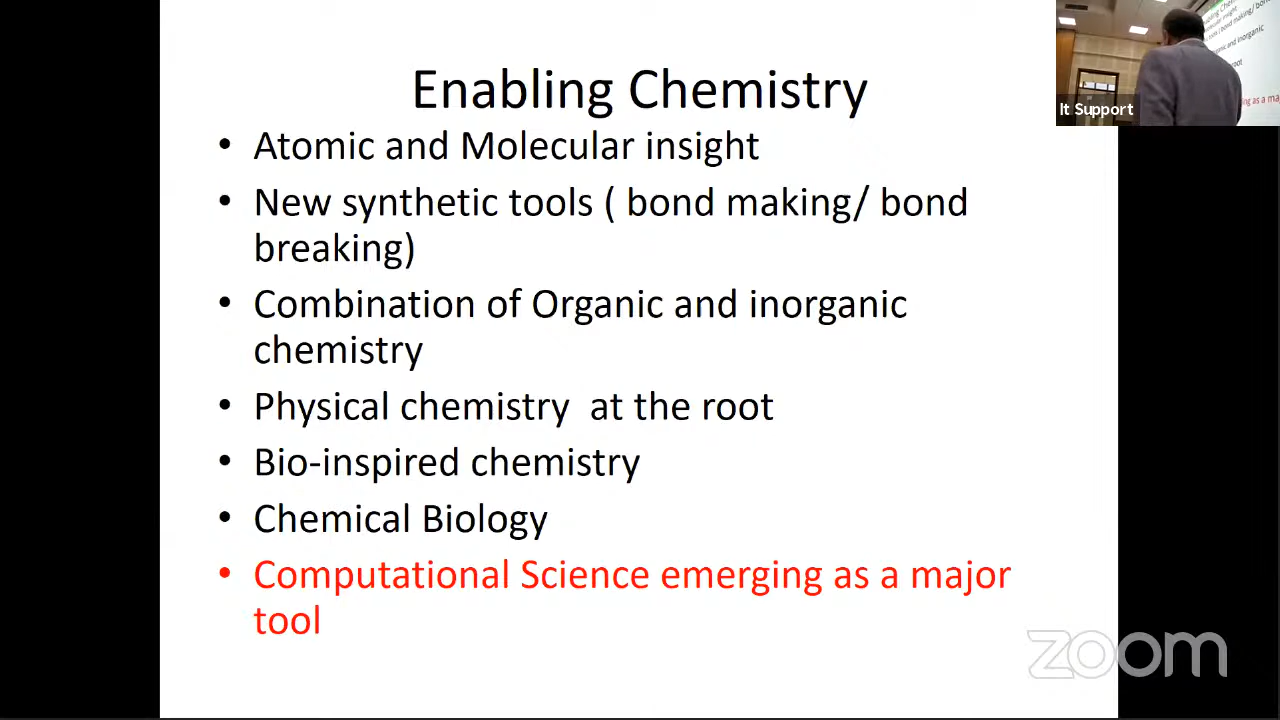 Enabling Chemistry
• Atomic and Molecular insight
• New synthetic tools ( bond making/ bond
breaking)
• Combination of Organic and inorganic
chemistry
• Physical chemistry  at the root
• Bio-inspired chemistry
• Chemical Biology
• Computational Science emerging as a major
tool
It Support
zoom